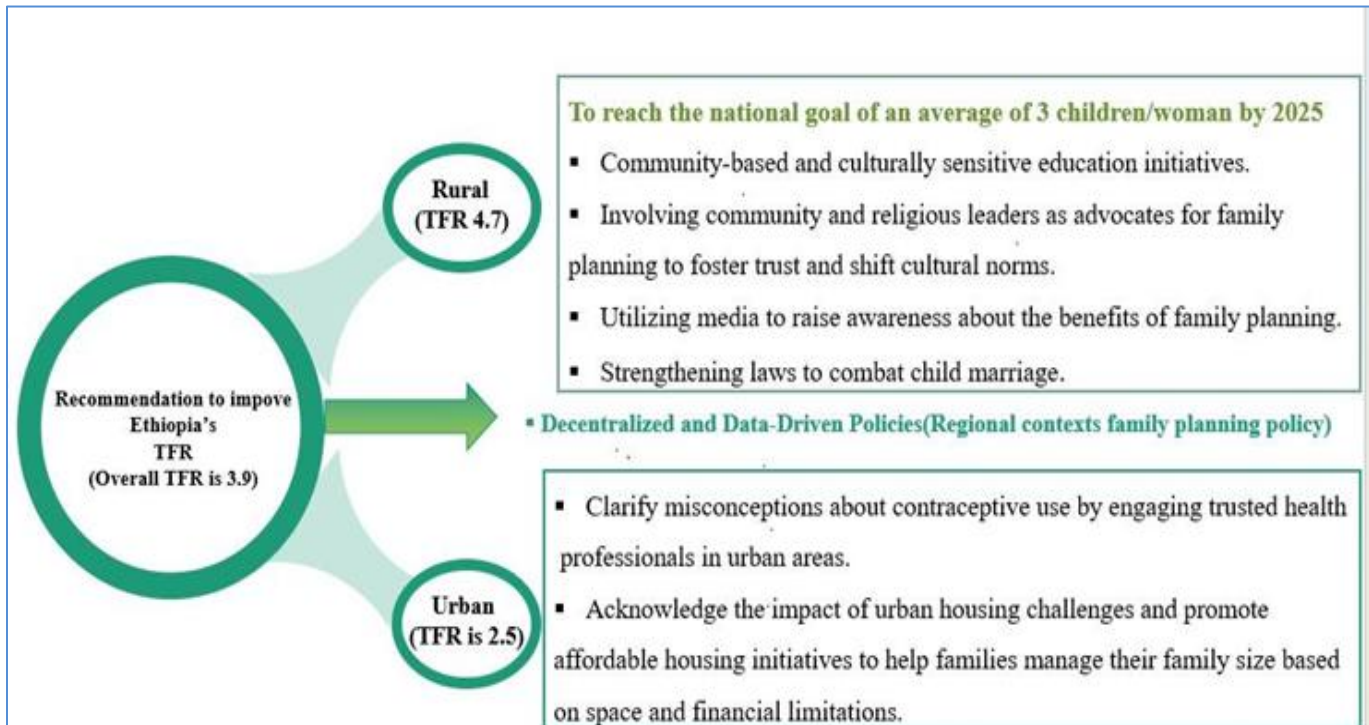 Recommendation to impove
Ethiopia's
TFR
(Overall TFR is 3.9)
Rural
(TFR 4.7)
To reach the national goal of an average of 3 children/woman by 2025
▪ Community-based and culturally sensitive education initiatives.
▪ Involving community and religious leaders as advocates for family
planning to foster trust and shift cultural norms.
▪ Utilizing media to raise awareness about the benefits of family planning.
▪ Strengthening laws to combat child marriage.
▪ Decentralized and Data-Driven Policies(Regional contexts family planning policy)
Urban
(TFR is 2.5)
▪ Clarify misconceptions about contraceptive use by engaging trusted health
professionals in urban areas.
▪ Acknowledge the impact of urban housing challenges and promote
affordable housing initiatives to help families manage their family size based
on space and financial limitations.